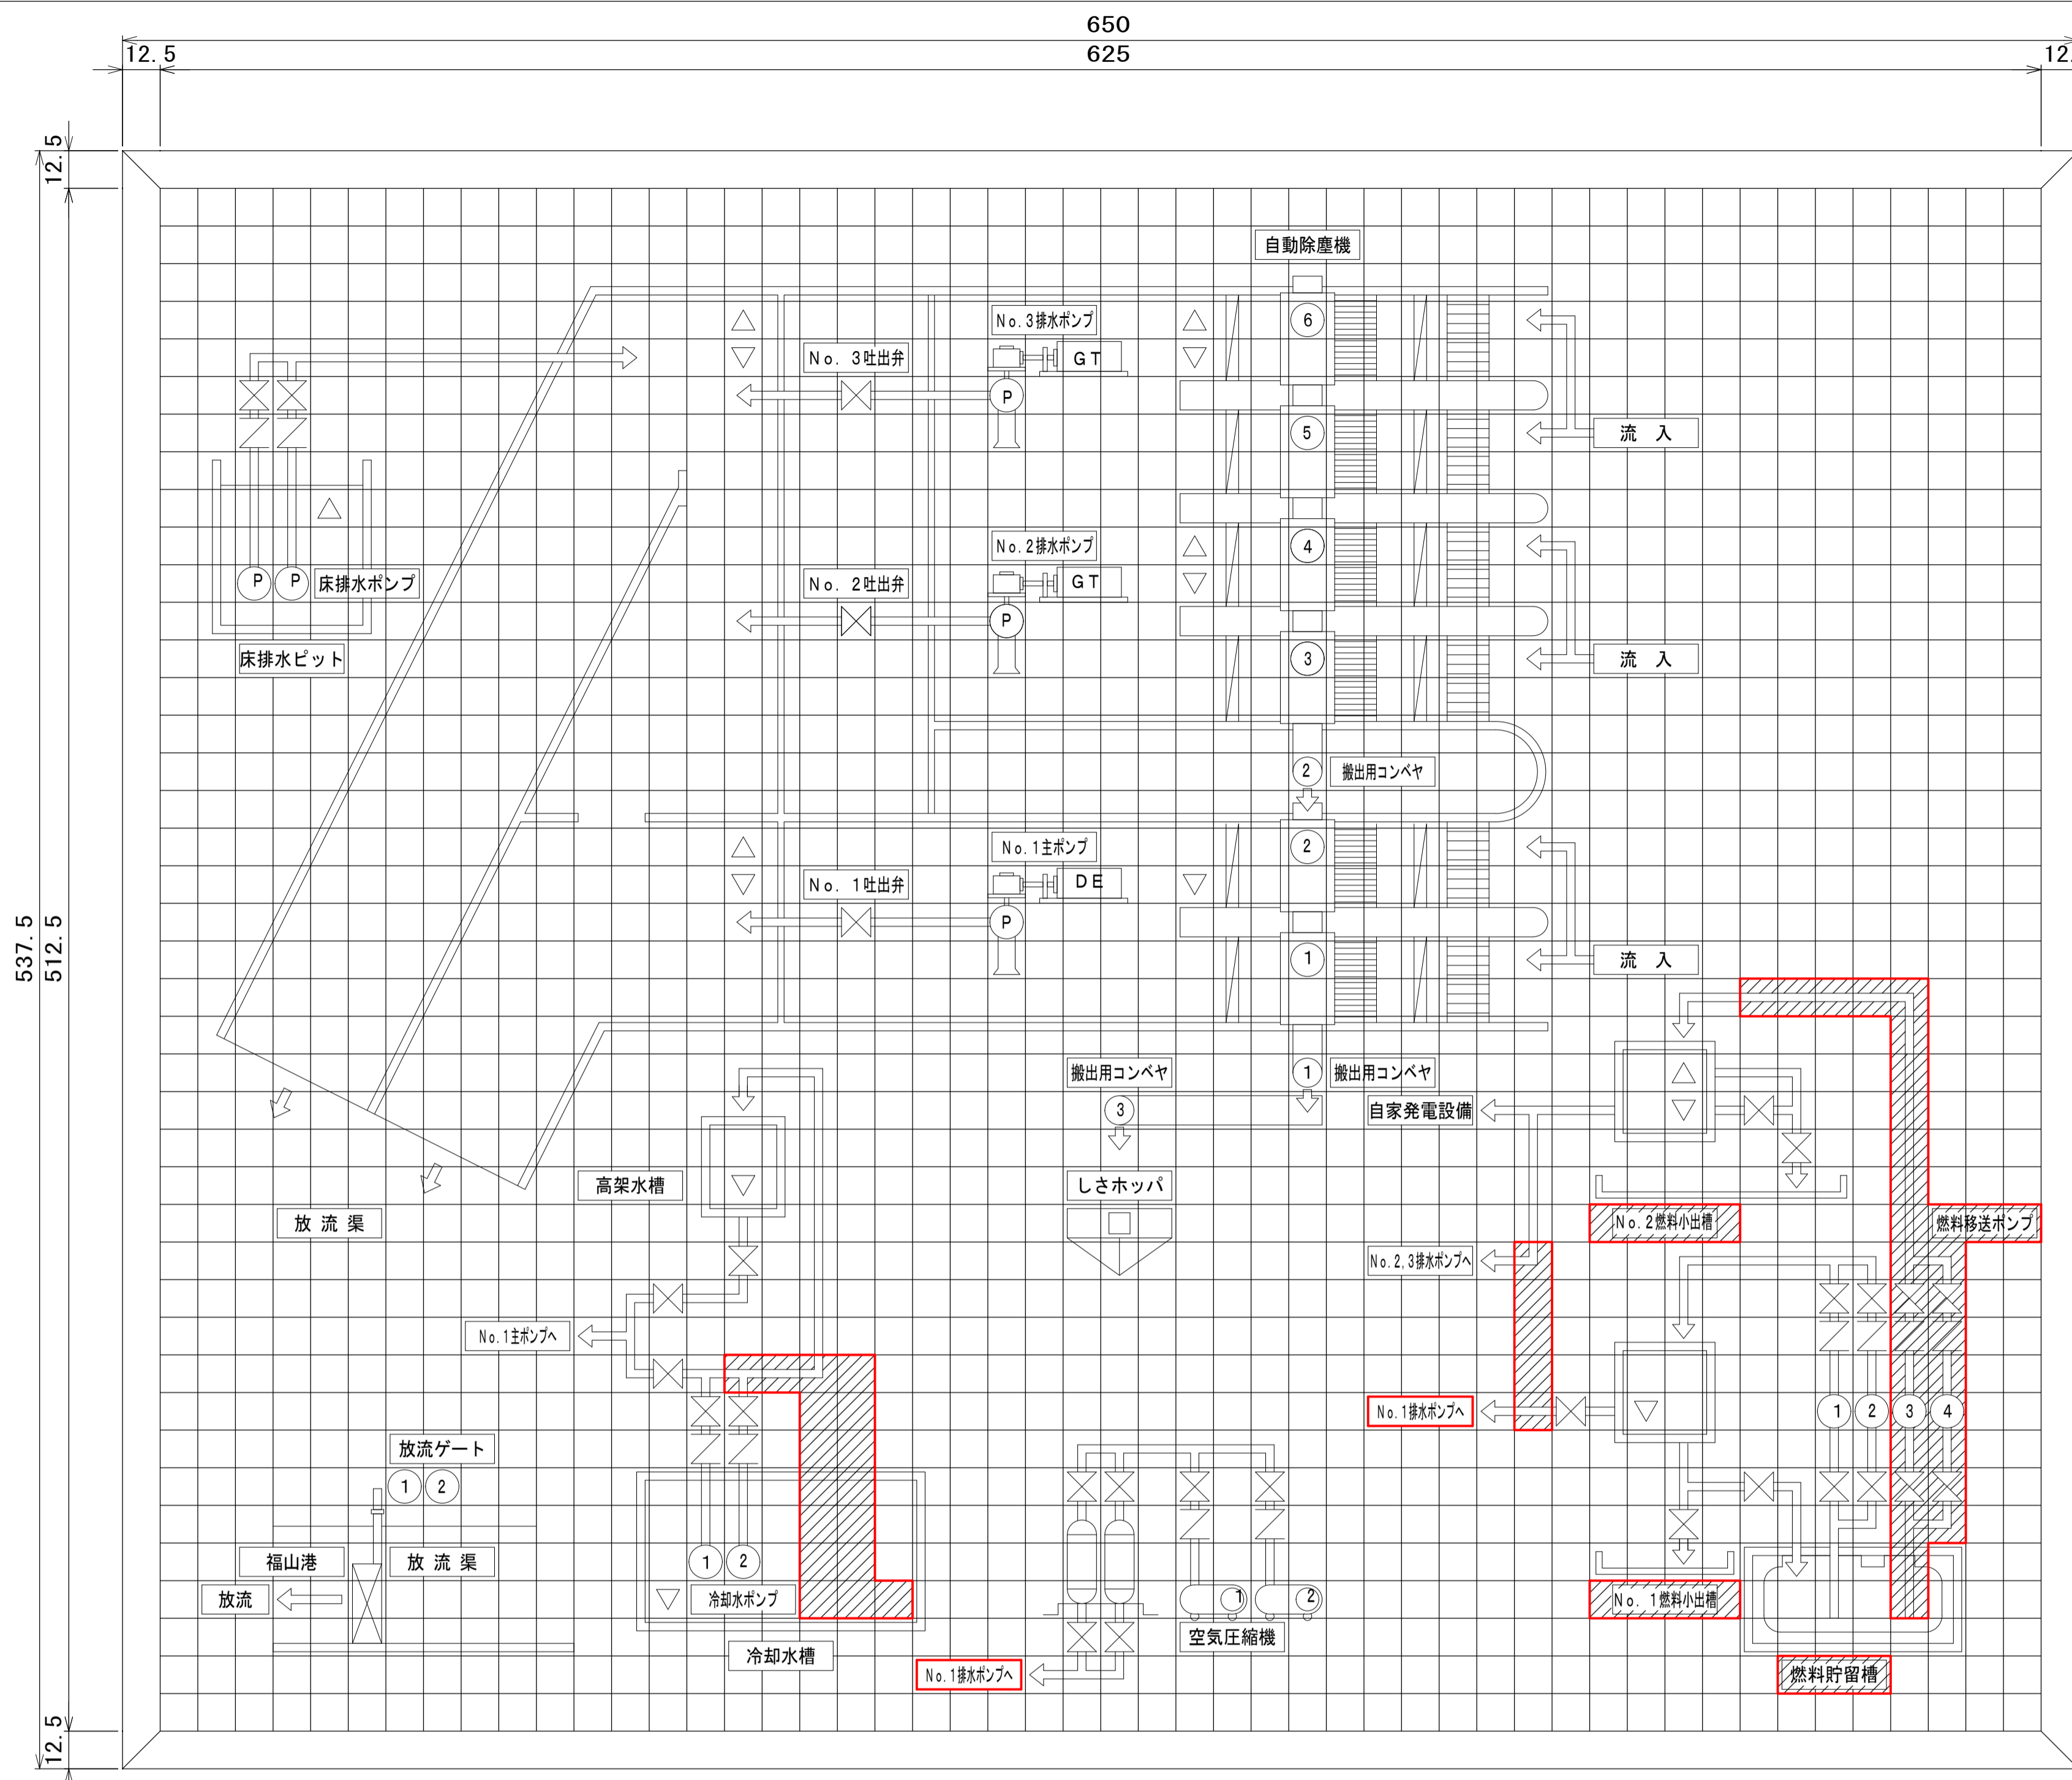 650
12.5
625
12.
12.5
自動除塵機
No.3排水ポンプ
6
No. 3吐出弁
GT
P
5
流 入
No.2排水ポンプ
4
P
P
床排水ポンプ
No. 2吐出弁
GT
P
床排水ピット
3
流 入
2
搬出用コンベヤ
No.1主ポンプ
2
No. 1吐出弁
DE
P
537.5
512.5
1
流 入
搬出用コンベヤ
1
搬出用コンベヤ
3
自家発電設備
高架水槽
しさホッパ
放 流 渠
No.2燃料小出槽
燃料移送ポンプ
No.2,3排水ポンプへ
No.1主ポンプへ
No.1排水ポンプへ
1
2
3
4
放流ゲート
1
2
福山港
放 流 渠
1
2
放流
冷却水ポンプ
1
2
No. 1燃料小出槽
空気圧縮機
冷却水槽
No.1排水ポンプへ
燃料貯留槽
12.5